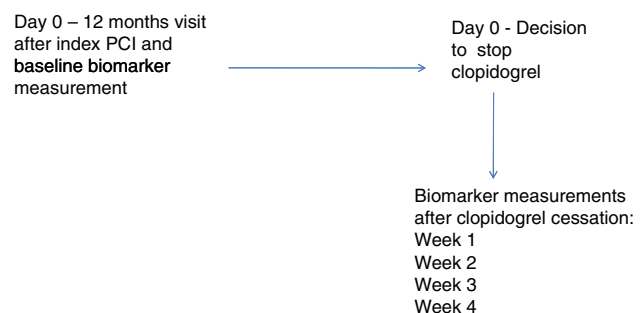 Day 0 – 12 months visit
after index PCI and
baseline biomarker
measurement
Day 0 - Decision
to stop
clopidogrel
Biomarker measurements
after clopidogrel cessation:
Week 1
Week 2
Week 3
Week 4